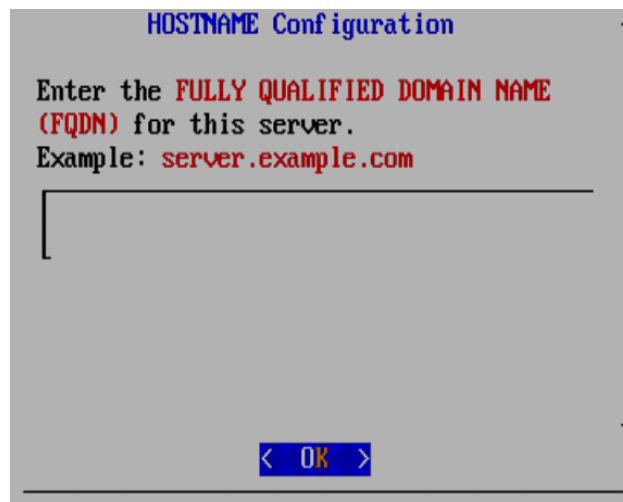 HOSTNAME Configuration
Enter the FULLY QUALIFIED DOMAIN NAME
(FQDN) for this server.
Example: server.example.com
< OK >